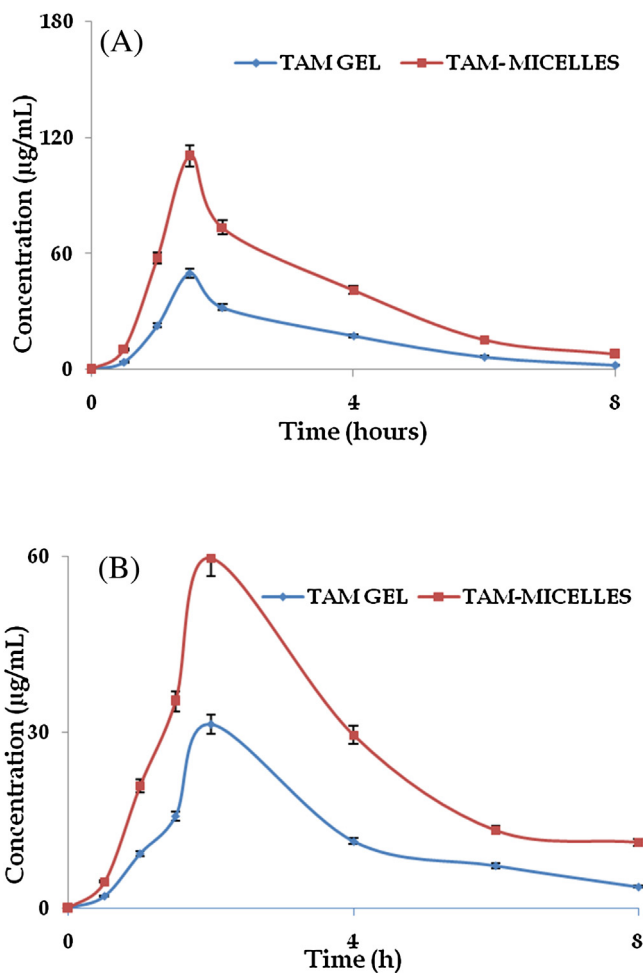 (A)
180
TAM GEL
TAM- MICELLES
120
60
0
0
4
8
Concentration (µg/mL)
Time (hours)
(B)
60
TAM GEL
TAM-MICELLES
30
0
0
4
8
Concentration (µg/mL)
Time (h)